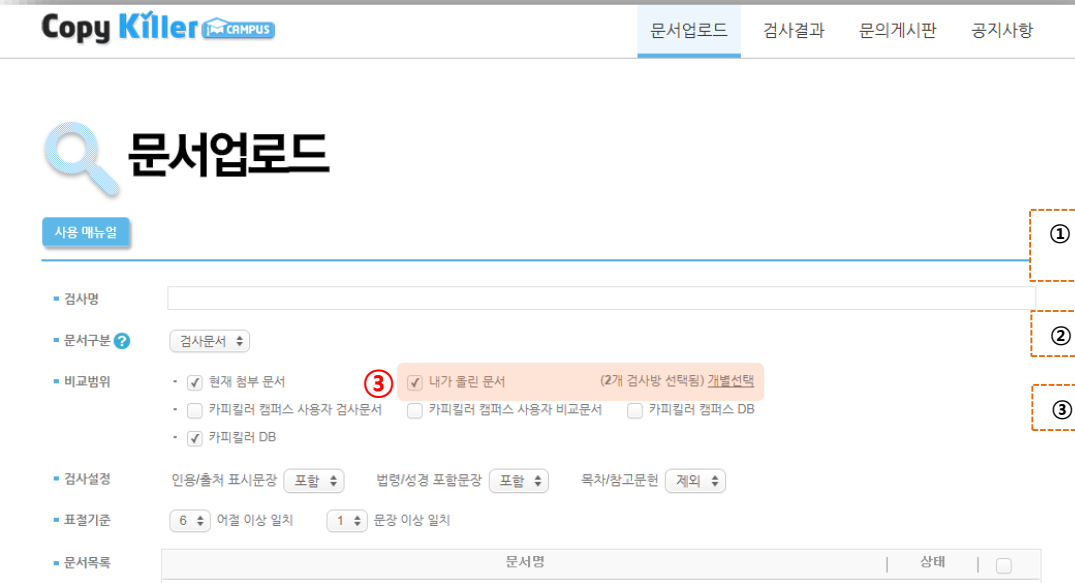 Copy Killer CAMPUS
문서업로드 검사결과 문의게시판 공지사항
문서업로드
사용 메뉴얼
①
검사명
②
문서구분 ? 검사문서
비교범위 - 현재 첨부 문서 ③ 내가 올린 문서 (2개 검사방 선택됨) 개별선택
③
- 카피킬러 캠퍼스 사용자 검사문서 카피킬러 캠퍼스 사용자 비교문서 카피킬러 캠퍼스 DB
- 카피킬러 DB
검사설정 인용/출처 표시문장 포함 법령/성경 포함문장 포함 목차/참고문헌 제외
표절기준 6 어절 이상 일치 1 문장 이상 일치
문서목록 문서명 | 상태 |